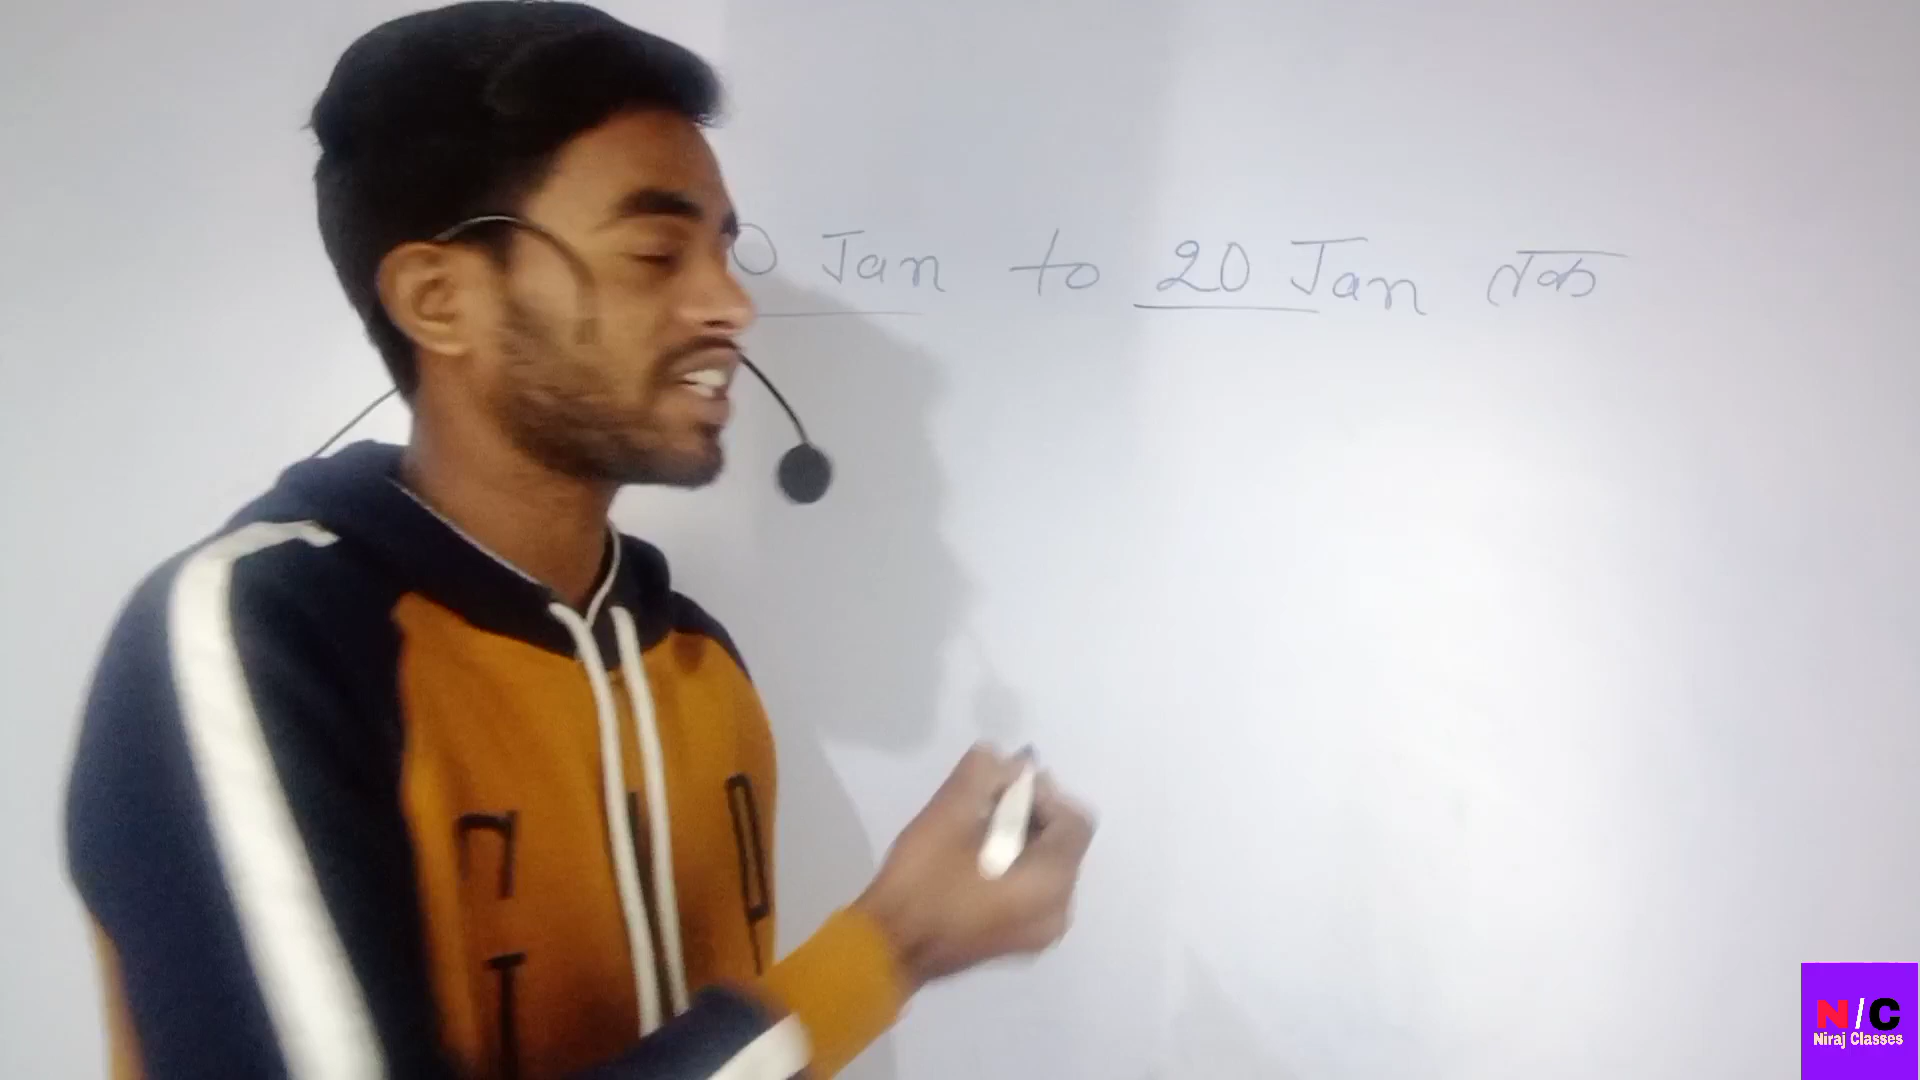 0 Jan to 20 Jan तक
N/C
Niraj Classes